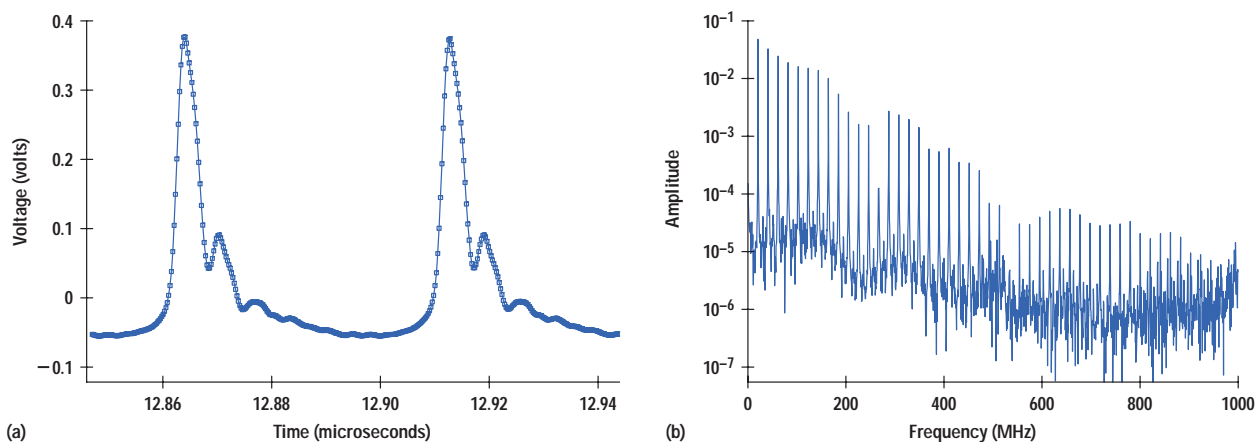 0.4
0.3
0.2
0.1
0
−0.1
Voltage (volts)
12.86 12.88 12.90 12.92 12.94
Time (microseconds)
(a)
10−1
10−2
10−3
10−4
10−5
10−6
10−7
Amplitude
0 200 400 600 800 1000
Frequency (MHz)
(b)